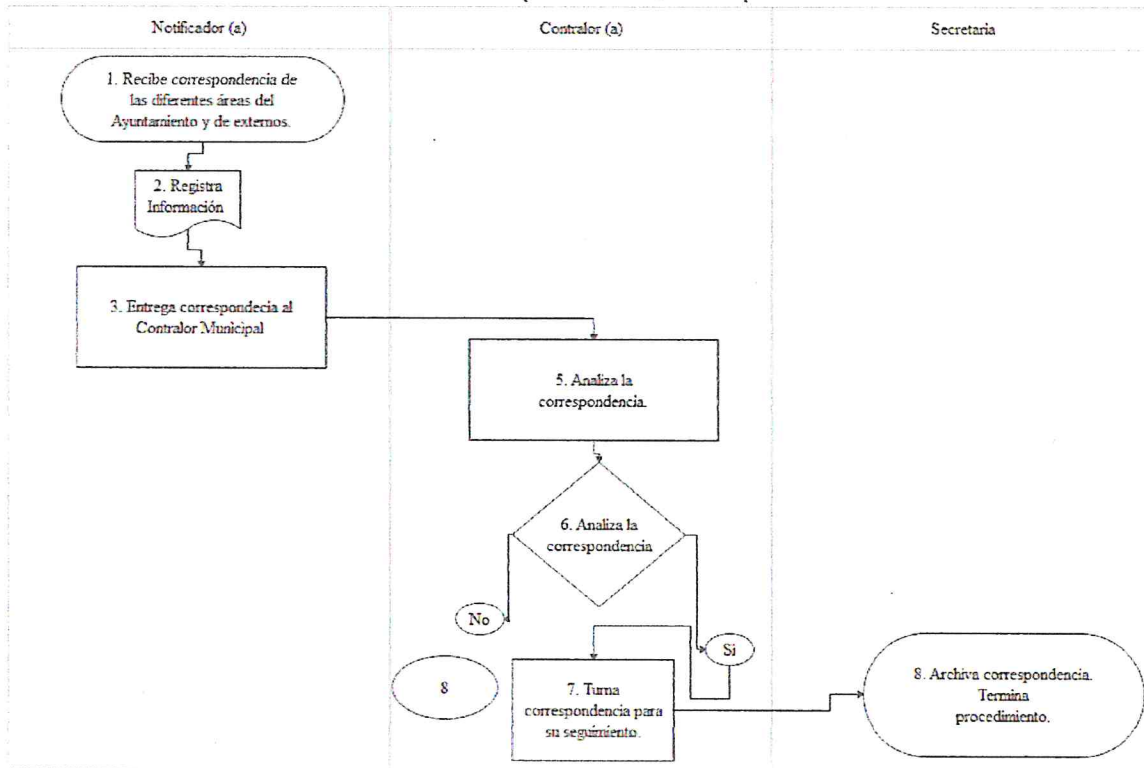 Notificador (a)
Contralor (a)
Secretaria
1. Recibe correspondencia de
las diferentes áreas del
Ayuntamiento y de externos.
2. Registra
Información
3. Entrega correspondecia al
Contralor Municipal
5. Analiza la
correspondencia.
6. Analiza la
correspondencia
No
Si
8
7. Turna
correspondencia para
su seguimiento.
8. Archiva correspondencia.
Termina
procedimiento.